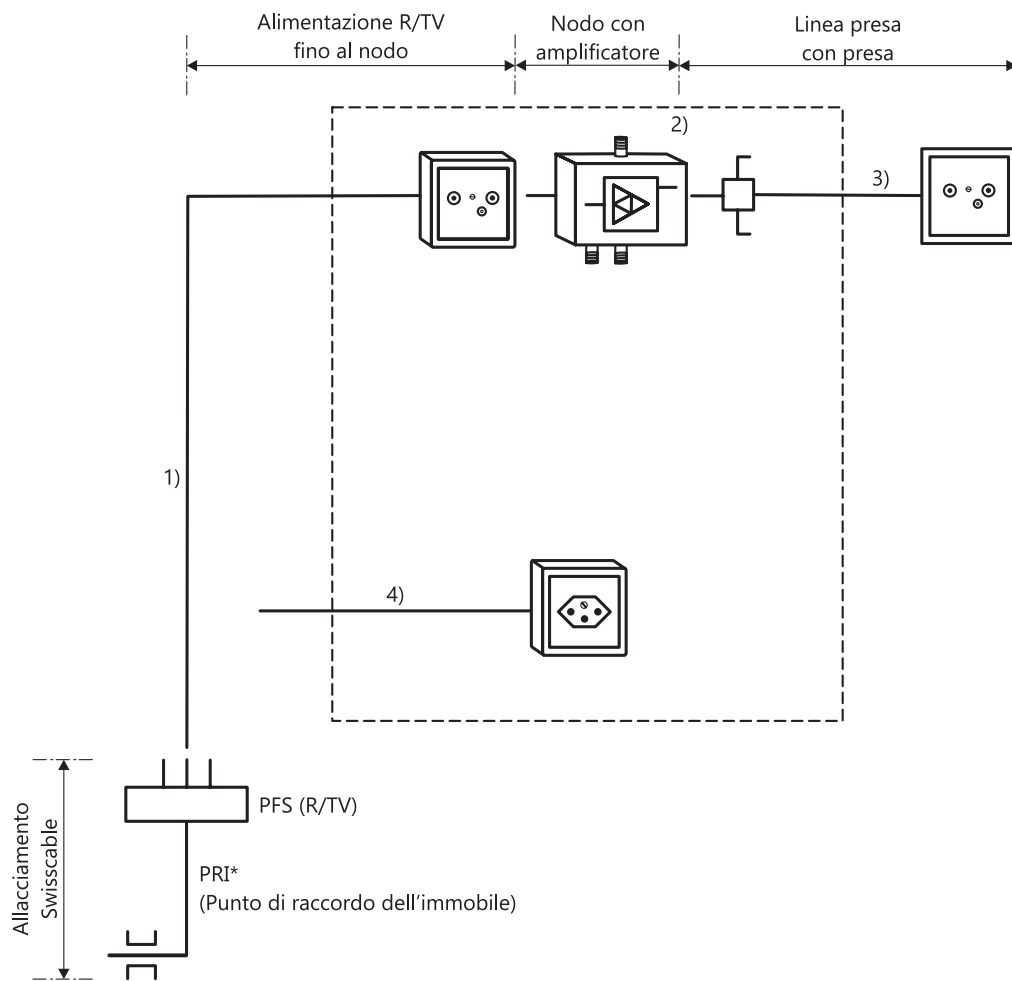 Alimentazione R/TV
fino al nodo
Nodo con
amplificatore
Linea presa
con presa
2)
3)
1)
4)
PFS (R/TV)
PRI*
(Punto di raccordo dell'immobile)
Allacciamento
Swisscable